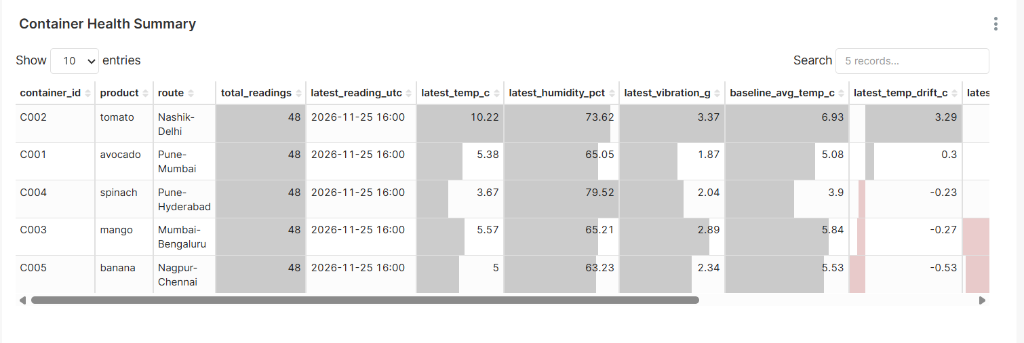 Container Health Summary
Show 10 entries Search 5 records...
container_id product route total_readings latest_reading_utc latest_temp_c latest_humidity_pct latest_vibration_g baseline_avg_temp_c latest_temp_drift_c lates
C002 tomato Nashik- 48 2026-11-25 16:00 10.22 73.62 3.37 6.93 3.29
Delhi
C001 avocado Pune- 48 2026-11-25 16:00 5.38 65.05 1.87 5.08 0.3
Mumbai
C004 spinach Pune- 48 2026-11-25 16:00 3.67 79.52 2.04 3.9 -0.23
Hyderabad
C003 mango Mumbai- 48 2026-11-25 16:00 5.57 65.21 2.89 5.84 -0.27
Bengaluru
C005 banana Nagpur- 48 2026-11-25 16:00 5 63.23 2.34 5.53 -0.53
Chennai